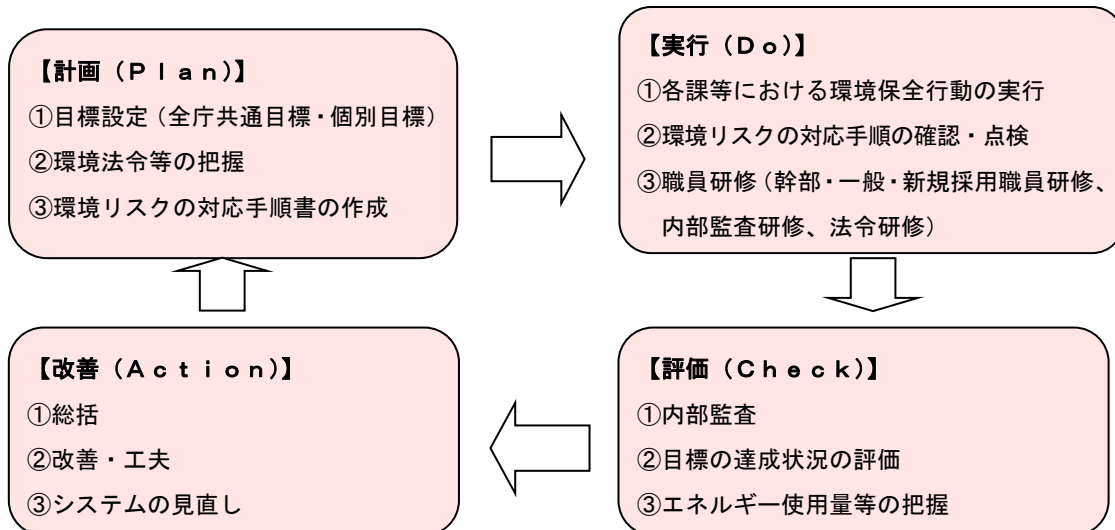 【計画（Ｐｌａｎ）】
①目標設定（全庁共通目標・個別目標）
②環境法令等の把握
③環境リスクの対応手順書の作成
【実行（Ｄｏ）】
①各課等における環境保全行動の実行
②環境リスクの対応手順の確認・点検
③職員研修（幹部・一般・新規採用職員研修、
内部監査研修、法令研修）
【改善（Ａｃｔｉｏｎ）】
①総括
②改善・工夫
③システムの見直し
【評価（Ｃｈｅｃｋ）】
①内部監査
②目標の達成状況の評価
③エネルギー使用量等の把握